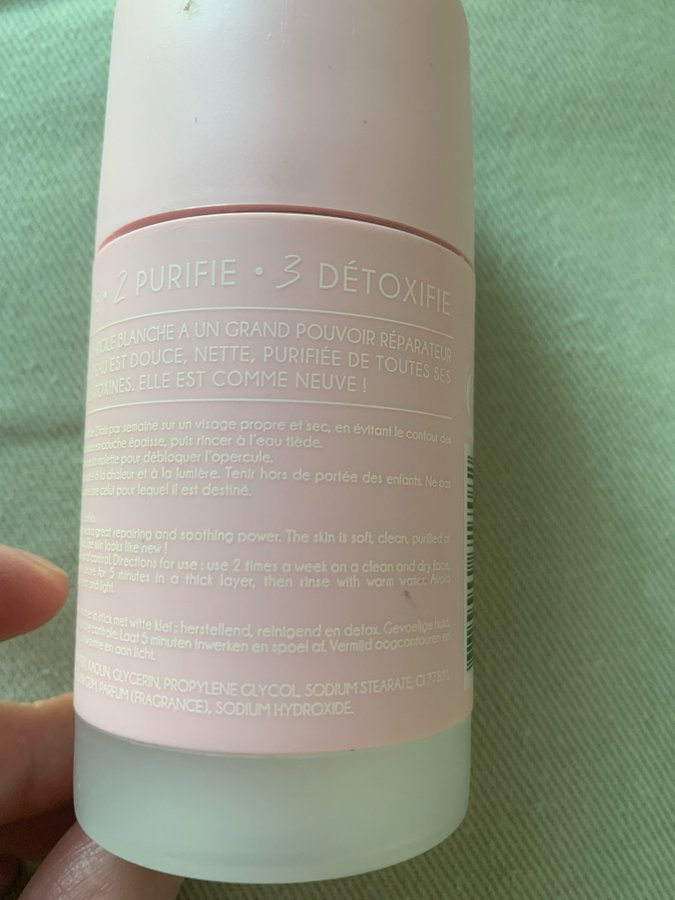 • 2 PURIFIE • 3 DÉTOXIFIE
BLANCHE A UN GRAND POUVOIR RÉPARATEUR
EST DOUCE, NETTE, PURIFIÉE DE TOUTES SES
TOXINES. ELLE EST COMME NEUVE !
par semaine sur un visage propre et sec, en évitant le contour des
couche épaisse, puis rincer à l'eau tiède.
pour débloquer l'opercule.
à la chaleur et à la lumière. Tenir hors de portée des enfants. Ne pas
celui pour lequel il est destiné.
a great repairing and soothing power. The skin is soft, clean, purified of
skin looks like new !
control. Directions for use : use 2 times a week on a clean and dry face.
for 5 minutes in a thick layer, then rinse with warm water. Avoid
and light.
in stick met witte klei : herstellend, reinigend en detox. Gevoelige huid.
controle. Laat 5 minuten inwerken en spoel af. Vermijd oogcontouren en
en aan licht.
GLYCERIN, PROPYLENE GLYCOL, SODIUM STEARATE, CI 77891
GUM, PARFUM (FRAGRANCE), SODIUM HYDROXIDE.